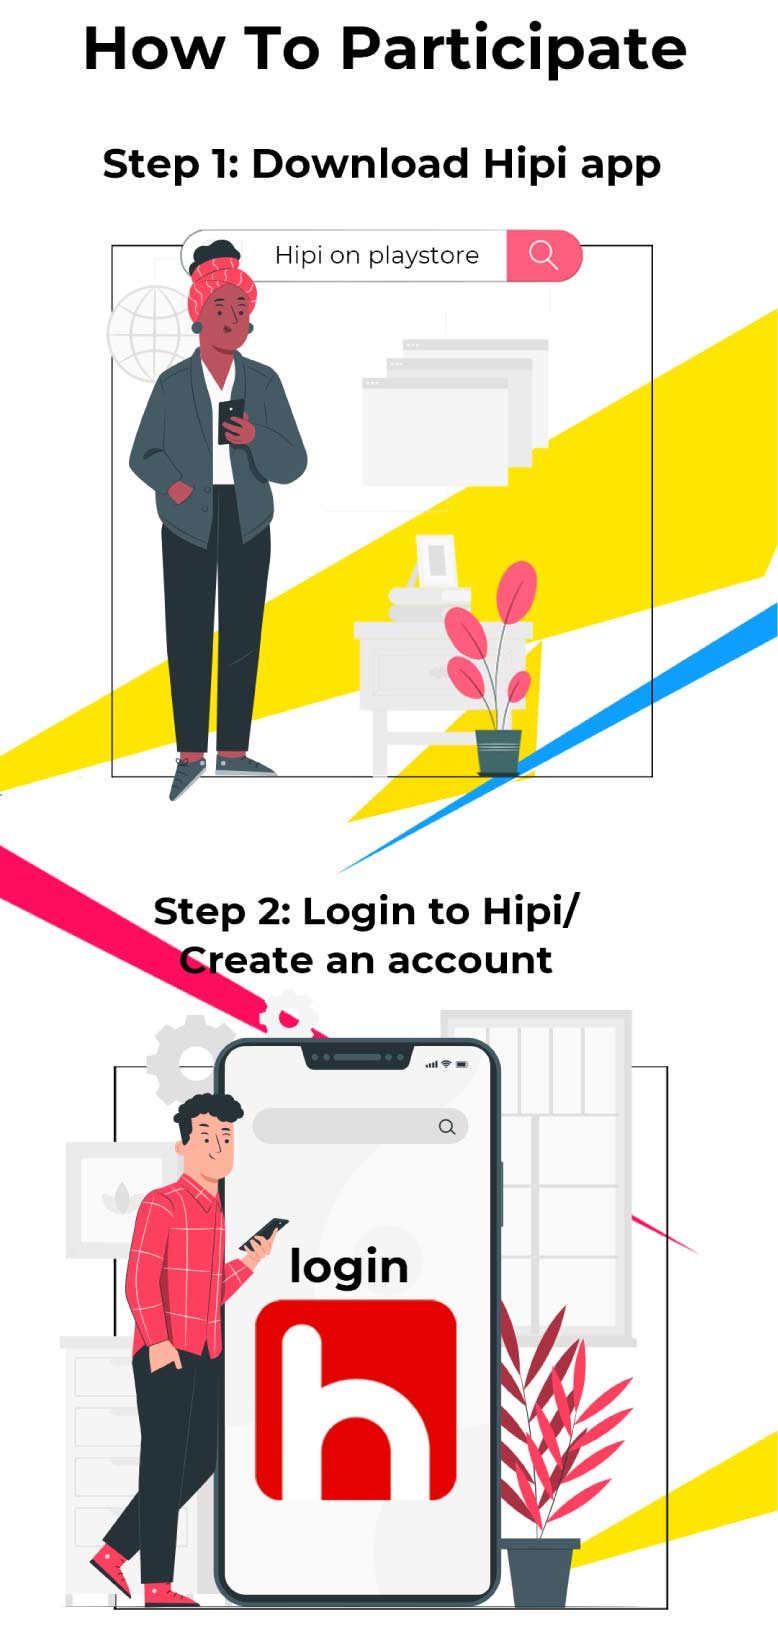 How To Participate
Step 1: Download Hipi app
Hipi on playstore
Step 2: Login to Hipi/
Create an account
login
h